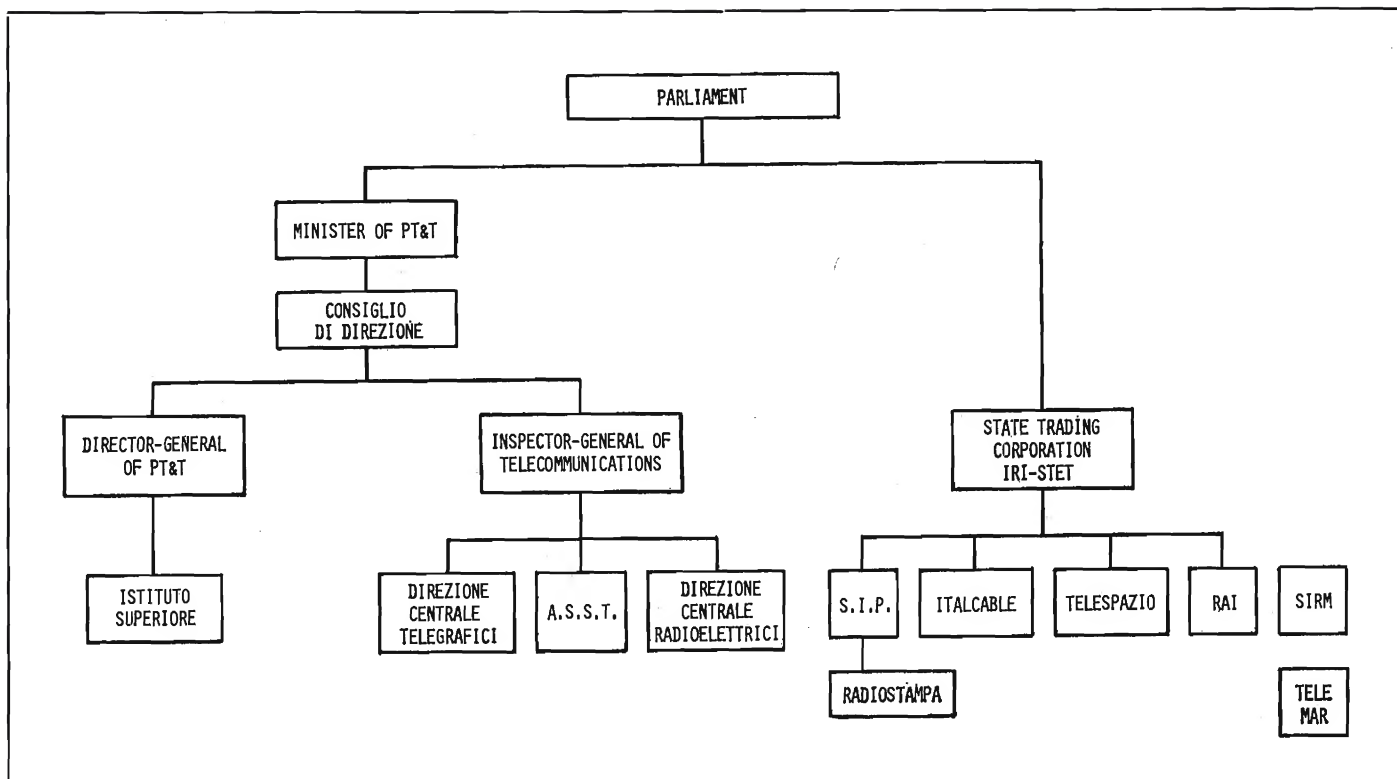 PARLIAMENT
MINISTER OF PT&T
CONSIGLIO
DI DIREZIONE
DIRECTOR-GENERAL
OF PT&T
INSPECTOR-GENERAL OF
TELECOMMUNICATIONS
STATE TRADING
CORPORATION
IRI-STET
ISTITUTO
SUPERIORE
DIREZIONE
CENTRALE
TELEGRAFICI
A.S.S.T.
DIREZIONE
CENTRALE
RADIOELETTRICI
S.I.P.
ITALCABLE
TELESPAZIO
RAI
SIRM
RADIOSTAMPA
TELE
MAR